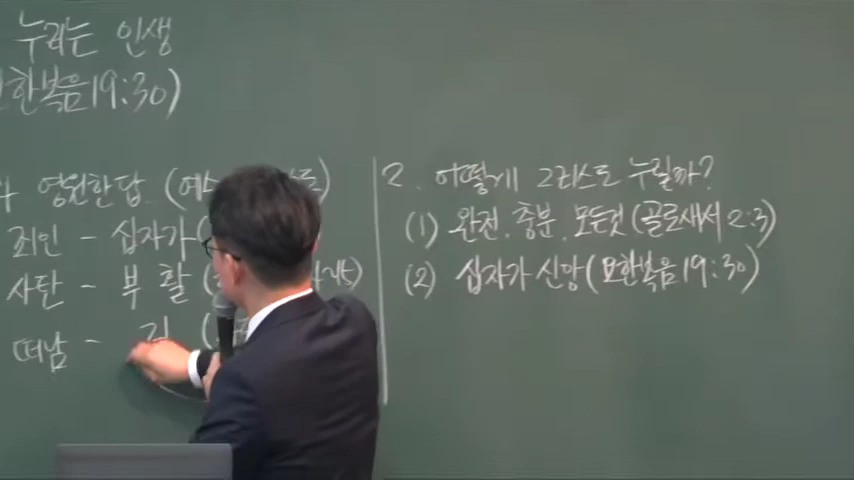 누리는 인생
한복음19:30)
영원한답 (예수
죄인 - 십자가(
사탄 - 부활( 45)
떠남 - 길 (
2. 어떻게 그리스도 누릴까?
(1) 완전.충분.모든것(골로새서 2:3)
(2) 십자가 신앙(요한복음19:30)